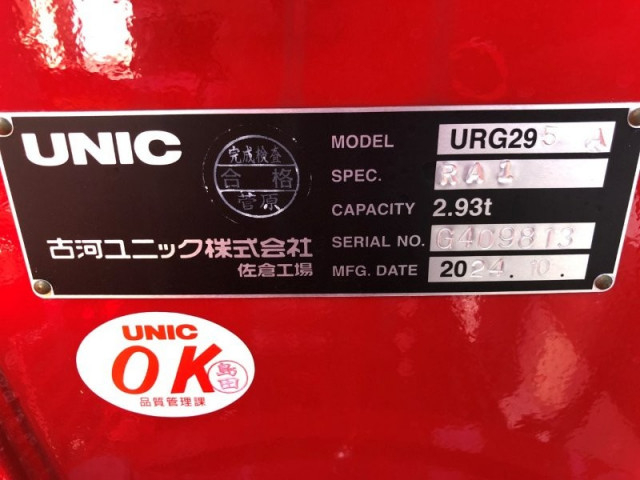 UNIC
完成検査
合格
菅原
古河ユニック株式会社
佐倉工場
MODEL URG295 A
SPEC. RAL
CAPACITY 2.93t
SERIAL NO. G409813
MFG. DATE 2024.10.
UNIC
OK
島田
品質管理課